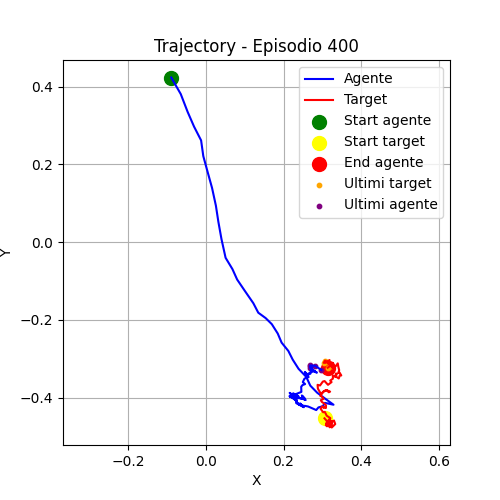 Trajectory - Episodio 400
Agente
Target
Start agente
Start target
End agente
Ultimi target
Ultimi agente
Y
0.4
0.2
0.0
−0.2
−0.4
−0.2
0.0
0.2
0.4
0.6
X